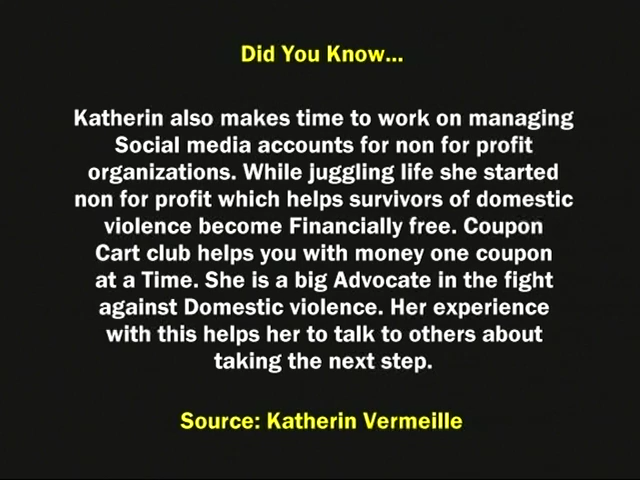 Did You Know...
Katherin also makes time to work on managing
Social media accounts for non for profit
organizations. While juggling life she started
non for profit which helps survivors of domestic
violence become Financially free. Coupon
Cart club helps you with money one coupon
at a Time. She is a big Advocate in the fight
against Domestic violence. Her experience
with this helps her to talk to others about
taking the next step.
Source: Katherin Vermeille